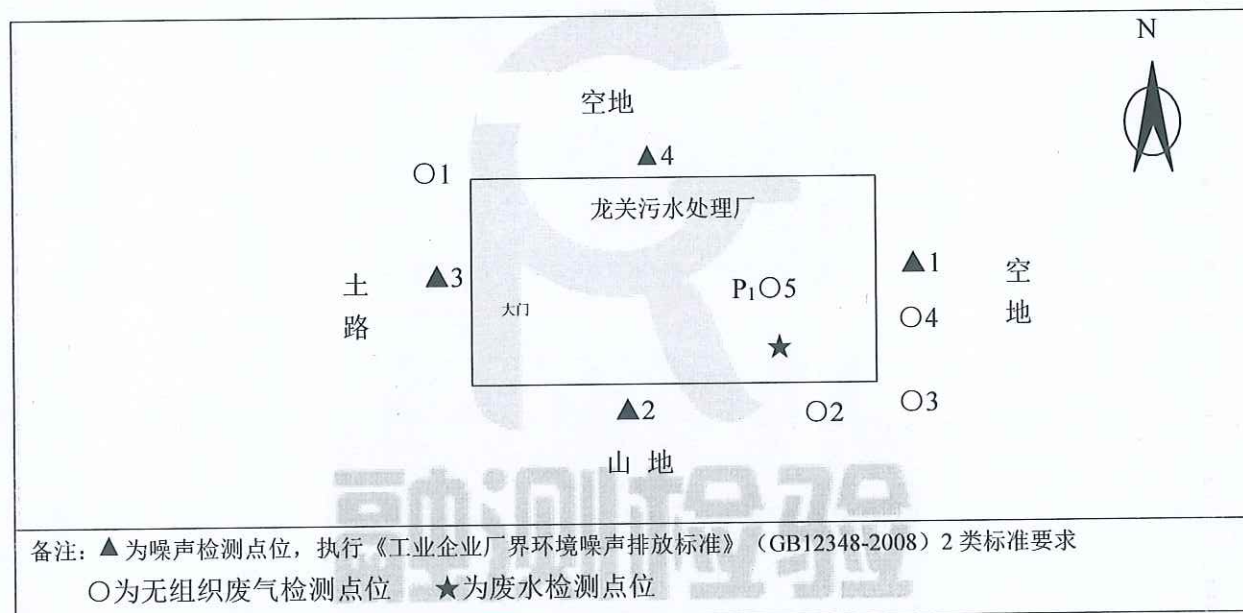 N
空地
▲4
○1
龙关污水处理厂
▲3
▲1
土路
空地
P₁○5
大门
○4
★
▲2
○2
○3
山 地
融测检验
备注：▲为噪声检测点位，执行《工业企业厂界环境噪声排放标准》（GB12348-2008）2 类标准要求
○为无组织废气检测点位 ★为废水检测点位